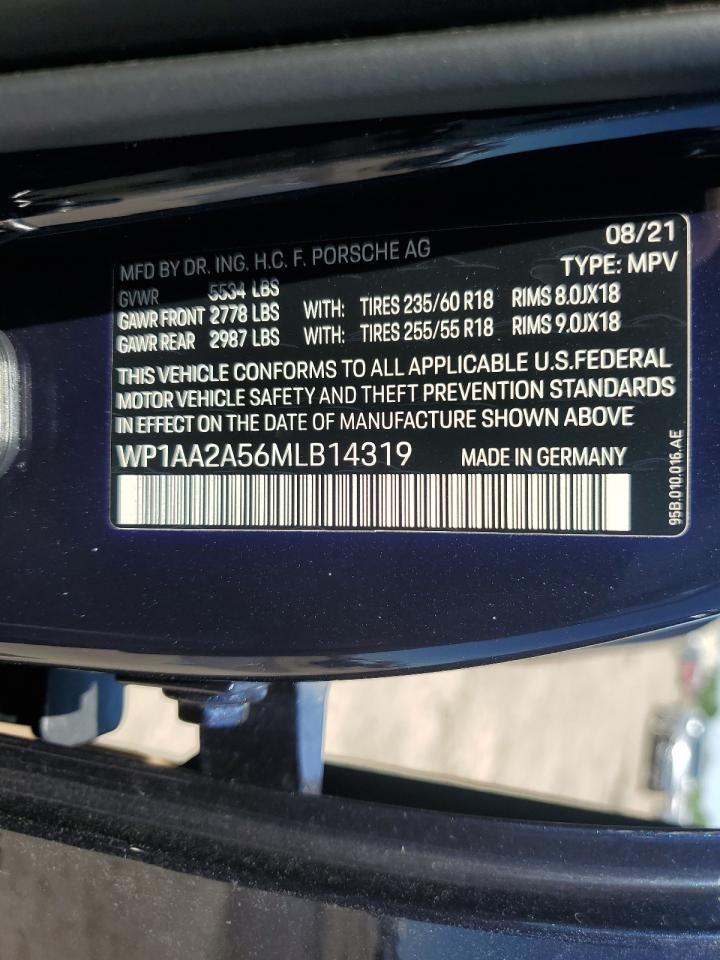 08/21
MFD BY DR. ING. H.C. F. PORSCHE AG
TYPE: MPV
GVWR 5534 LBS
GAWR FRONT 2778 LBS WITH: TIRES 235/60 R18 RIMS 8.0JX18
GAWR REAR 2987 LBS WITH: TIRES 255/55 R18 RIMS 9.0JX18
THIS VEHICLE CONFORMS TO ALL APPLICABLE U.S.FEDERAL
MOTOR VEHICLE SAFETY AND THEFT PREVENTION STANDARDS
IN EFFECT ON THE DATE OF MANUFACTURE SHOWN ABOVE
WP1AA2A56MLB14319 MADE IN GERMANY
95B.010.016.AE